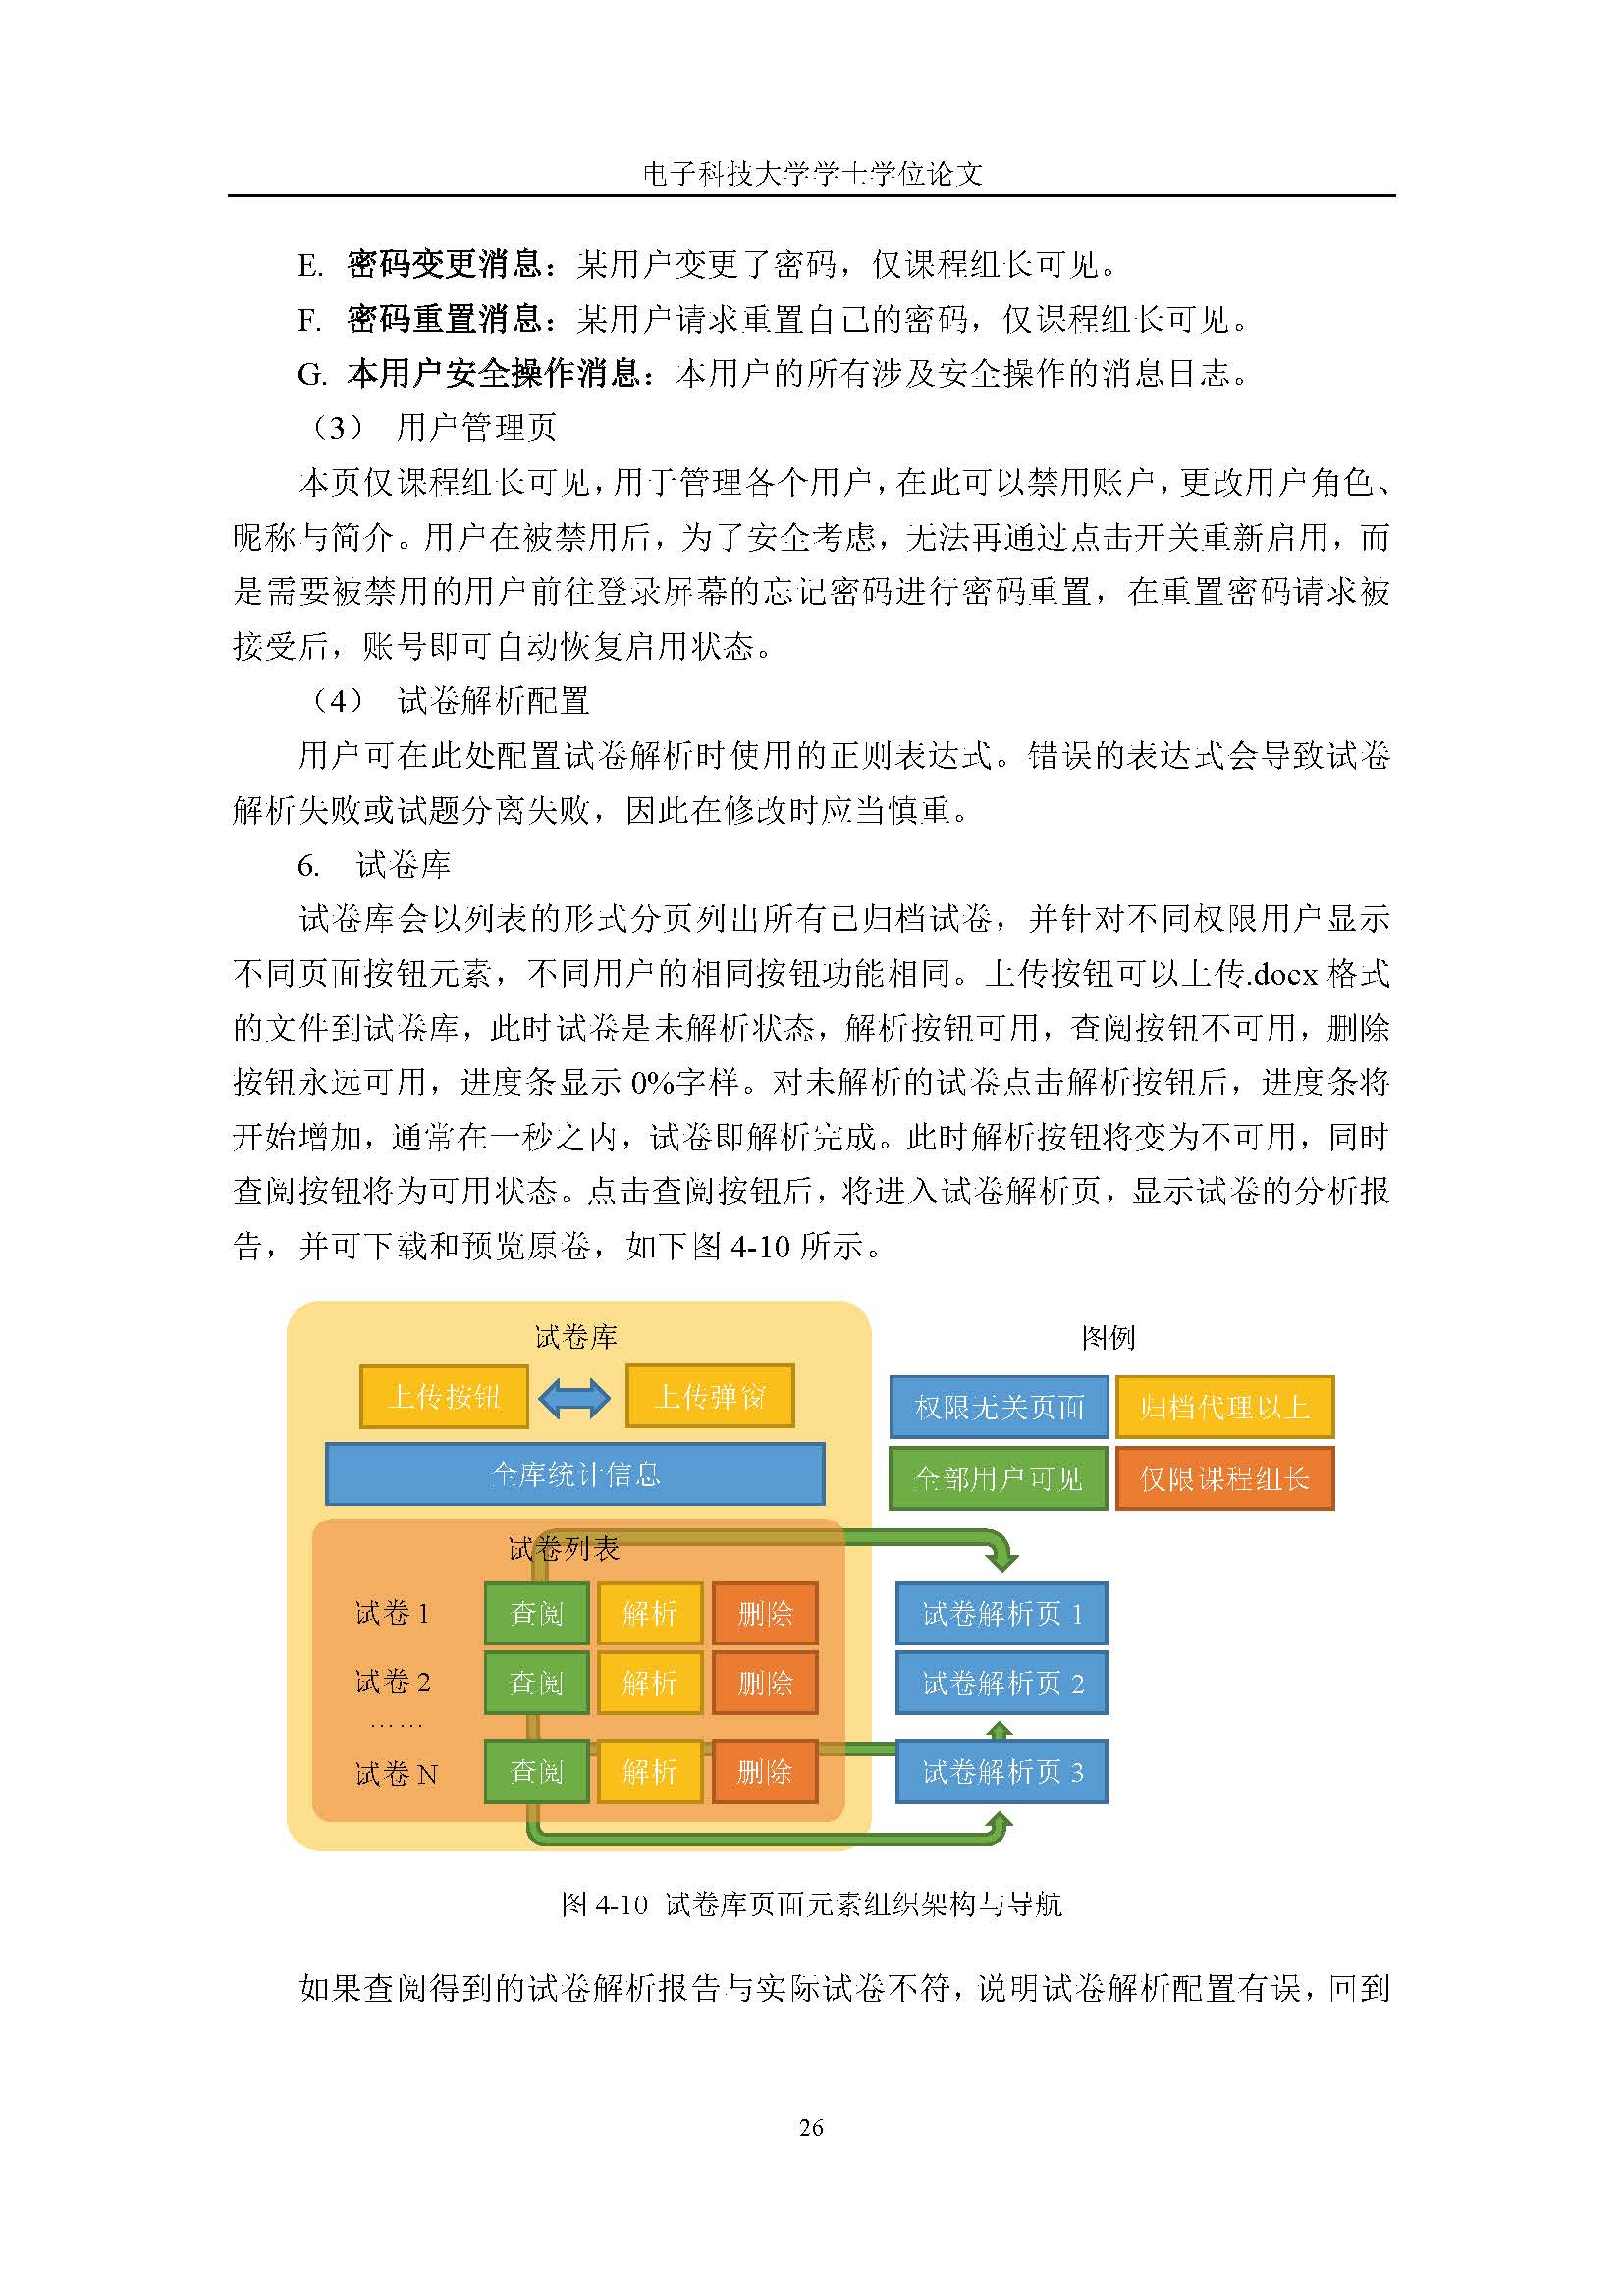 电子科技大学学士学位论文
E. 密码变更消息：某用户变更了密码，仅课程组长可见。
F. 密码重置消息：某用户请求重置自己的密码，仅课程组长可见。
G. 本用户安全操作消息：本用户的所有涉及安全操作的消息日志。
（3） 用户管理页
本页仅课程组长可见，用于管理各个用户，在此可以禁用账户，更改用户角色、
昵称与简介。用户在被禁用后，为了安全考虑，无法再通过点击开关重新启用，而
是需要被禁用的用户前往登录屏幕的忘记密码进行密码重置，在重置密码请求被
接受后，账号即可自动恢复启用状态。
（4） 试卷解析配置
用户可在此处配置试卷解析时使用的正则表达式。错误的表达式会导致试卷
解析失败或试题分离失败，因此在修改时应当慎重。
6. 试卷库
试卷库会以列表的形式分页列出所有已归档试卷，并针对不同权限用户显示
不同页面按钮元素，不同用户的相同按钮功能相同。上传按钮可以上传.docx 格式
的文件到试卷库，此时试卷是未解析状态，解析按钮可用，查阅按钮不可用，删除
按钮永远可用，进度条显示 0%字样。对未解析的试卷点击解析按钮后，进度条将
开始增加，通常在一秒之内，试卷即解析完成。此时解析按钮将变为不可用，同时
查阅按钮将为可用状态。点击查阅按钮后，将进入试卷解析页，显示试卷的分析报
告，并可下载和预览原卷，如下图 4-10 所示。
试卷库 图例
上传按钮 上传弹窗
权限无关页面 归档代理以上
全库统计信息
全部用户可见 仅限课程组长
试卷列表
试卷 1 查阅 解析 删除 试卷解析页 1
试卷 2 查阅 解析 删除 试卷解析页 2
……
试卷 N 查阅 解析 删除 试卷解析页 3
图 4-10 试卷库页面元素组织架构与导航
如果查阅得到的试卷解析报告与实际试卷不符，说明试卷解析配置有误，回到
26